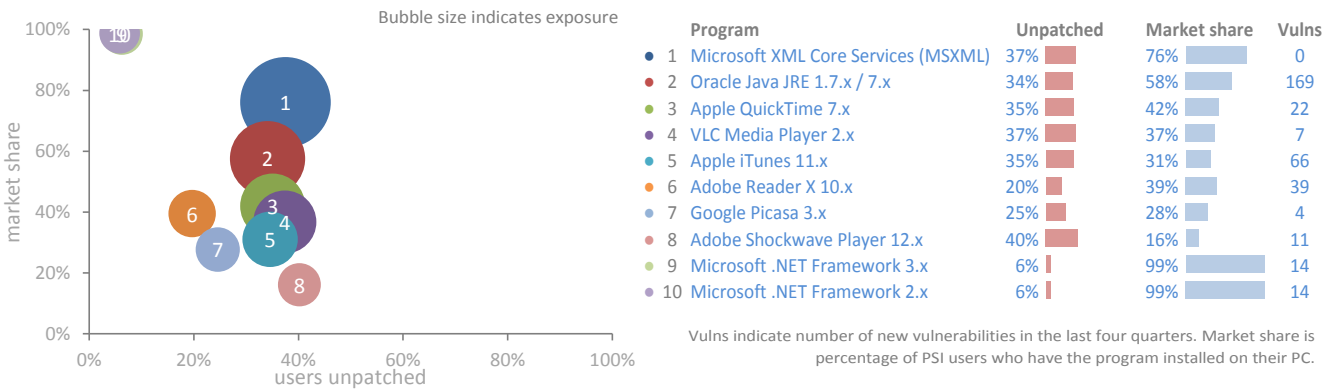 Bubble size indicates exposure
100%
80%
60%
40%
20%
0%
market share
0%
20%
40%
60%
80%
100%
users unpatched
1
2
3
4
5
6
7
8
9
10
Program Unpatched Market share Vulns
1 Microsoft XML Core Services (MSXML) 37% 76% 0
2 Oracle Java JRE 1.7.x / 7.x 34% 58% 169
3 Apple QuickTime 7.x 35% 42% 22
4 VLC Media Player 2.x 37% 37% 7
5 Apple iTunes 11.x 35% 31% 66
6 Adobe Reader X 10.x 20% 39% 39
7 Google Picasa 3.x 25% 28% 4
8 Adobe Shockwave Player 12.x 40% 16% 11
9 Microsoft .NET Framework 3.x 6% 99% 14
10 Microsoft .NET Framework 2.x 6% 99% 14
Vulns indicate number of new vulnerabilities in the last four quarters. Market share is
percentage of PSI users who have the program installed on their PC.